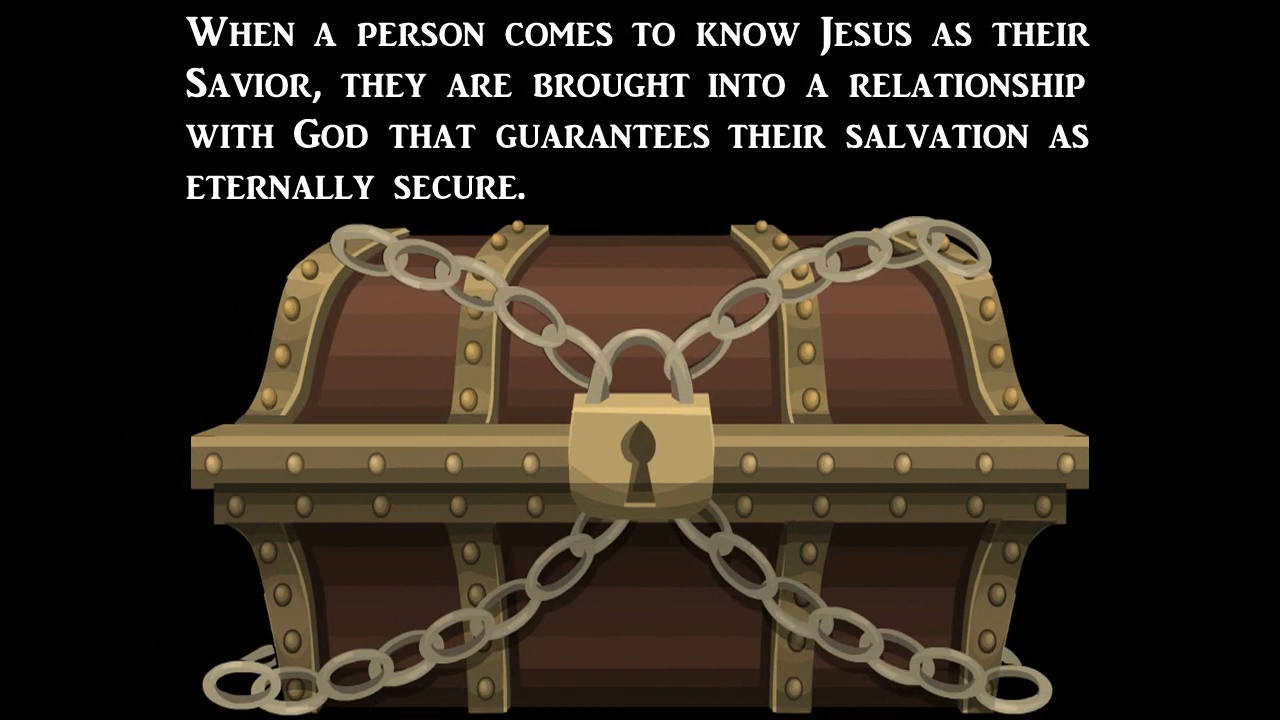 When a person comes to know Jesus as their
Savior, they are brought into a relationship
with God that guarantees their salvation as
eternally secure.